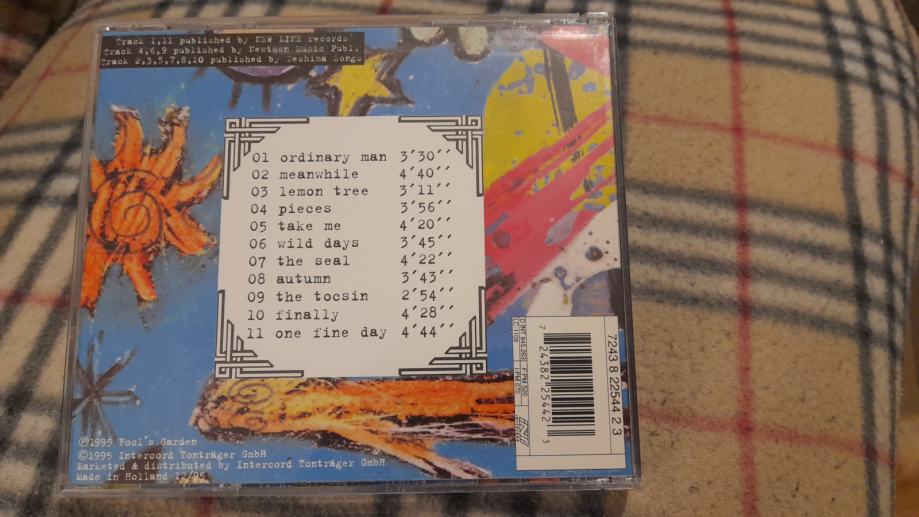 Track 1,11 published by NEW LINE records
Track 4,6,9 published by Newtown Music Publ.
Track 2,3,5,7,8,10 published by Deshima Songs
01 ordinary man 3´30´´
02 meanwhile 4´40´´
03 lemon tree 3´11´´
04 pieces 3´56´´
05 take me 4´20´´
06 wild days 3´45´´
07 the seal 4´22´´
08 autumn 3´43´´
09 the tocsin 2´54´´
10 finally 4´28´´
11 one fine day 4´44´´
7243 8 22544 2 3
7 24382 25442 3
℗1995 Fool's Garden
©1995 Intercord Tonträger GmbH
Marketed & distributed by Intercord Tonträger GmbH
Made in Holland 12/95